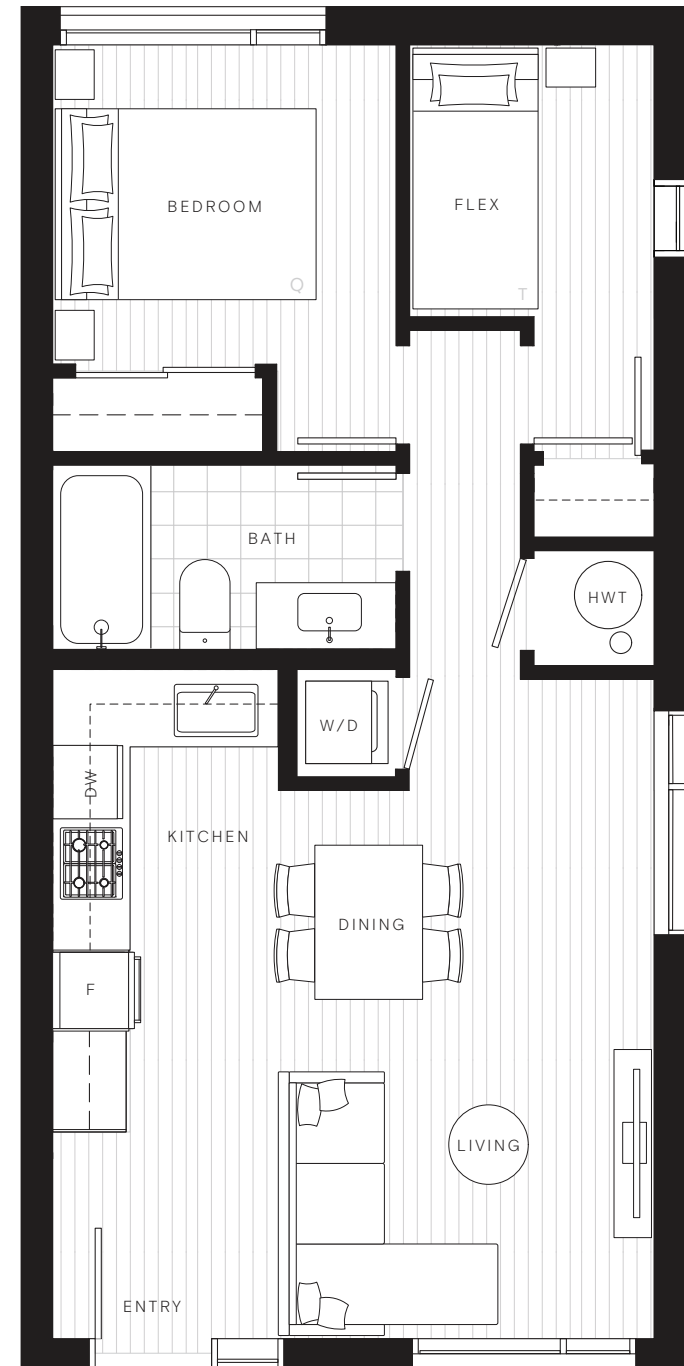 BEDROOM
FLEX
Q
T
BATH
HWT
W/D
DW
KITCHEN
DINING
F
LIVING
ENTRY